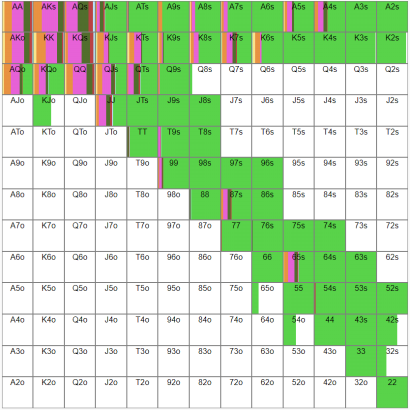 AA AKs AQs AJs ATs A9s A8s A7s A6s A5s A4s A3s A2s
AKo KK KQs KJs KTs K9s K8s K7s K6s K5s K4s K3s K2s
AQo KQo QQ QJs QTs Q9s Q8s Q7s Q6s Q5s Q4s Q3s Q2s
AJo KJo QJo JJ JTs J9s J8s J7s J6s J5s J4s J3s J2s
ATo KTo QTo JTo TT T9s T8s T7s T6s T5s T4s T3s T2s
A9o K9o Q9o J9o T9o 99 98s 97s 96s 95s 94s 93s 92s
A8o K8o Q8o J8o T8o 98o 88 87s 86s 85s 84s 83s 82s
A7o K7o Q7o J7o T7o 97o 87o 77 76s 75s 74s 73s 72s
A6o K6o Q6o J6o T6o 96o 86o 76o 66 65s 64s 63s 62s
A5o K5o Q5o J5o T5o 95o 85o 75o 65o 55 54s 53s 52s
A4o K4o Q4o J4o T4o 94o 84o 74o 64o 54o 44 43s 42s
A3o K3o Q3o J3o T3o 93o 83o 73o 63o 53o 43o 33 32s
A2o K2o Q2o J2o T2o 92o 82o 72o 62o 52o 42o 32o 22